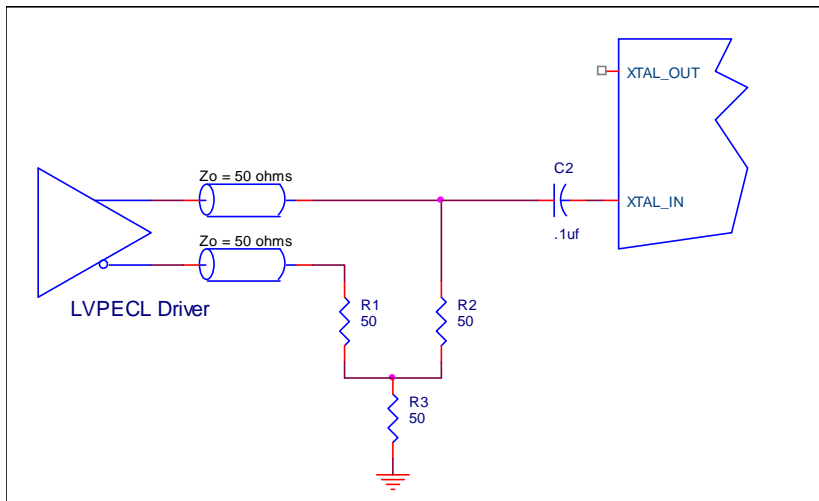 XTAL_OUT
Zo = 50 ohms
C2
XTAL_IN
.1uf
Zo = 50 ohms
LVPECL Driver
R1
50
R2
50
R3
50